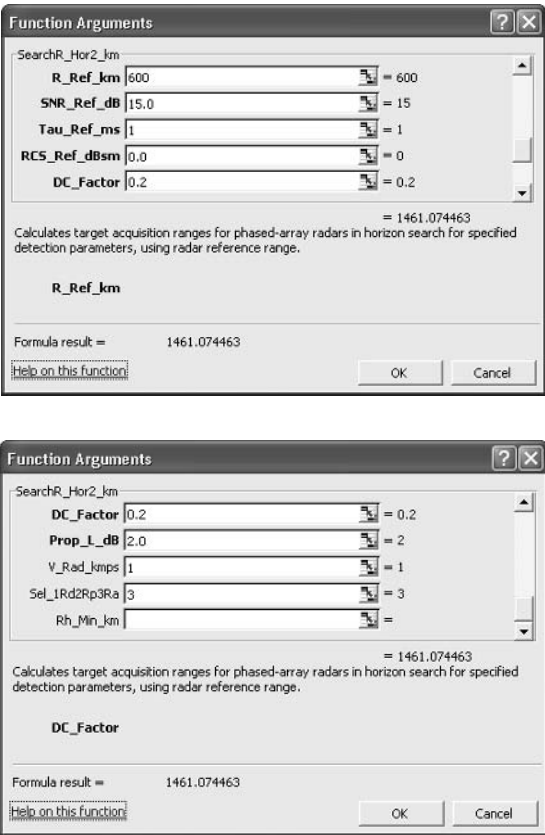 Function Arguments
SearchR_Hor2_km
R_Ref_km 600 = 600
SNR_Ref_dB 15.0 = 15
Tau_Ref_ms 1 = 1
RCS_Ref_dBsm 0.0 = 0
DC_Factor 0.2 = 0.2
= 1461.074463
Calculates target acquisition ranges for phased-array radars in horizon search for specified
detection parameters, using radar reference range.
R_Ref_km
Formula result = 1461.074463
Help on this function OK Cancel
Function Arguments
SearchR_Hor2_km
DC_Factor 0.2 = 0.2
Prop_L_dB 2.0 = 2
V_Rad_kmps 1 = 1
Sel_1Rd2Rp3Ra 3 = 3
Rh_Min_km =
= 1461.074463
Calculates target acquisition ranges for phased-array radars in horizon search for specified
detection parameters, using radar reference range.
DC_Factor
Formula result = 1461.074463
Help on this function OK Cancel